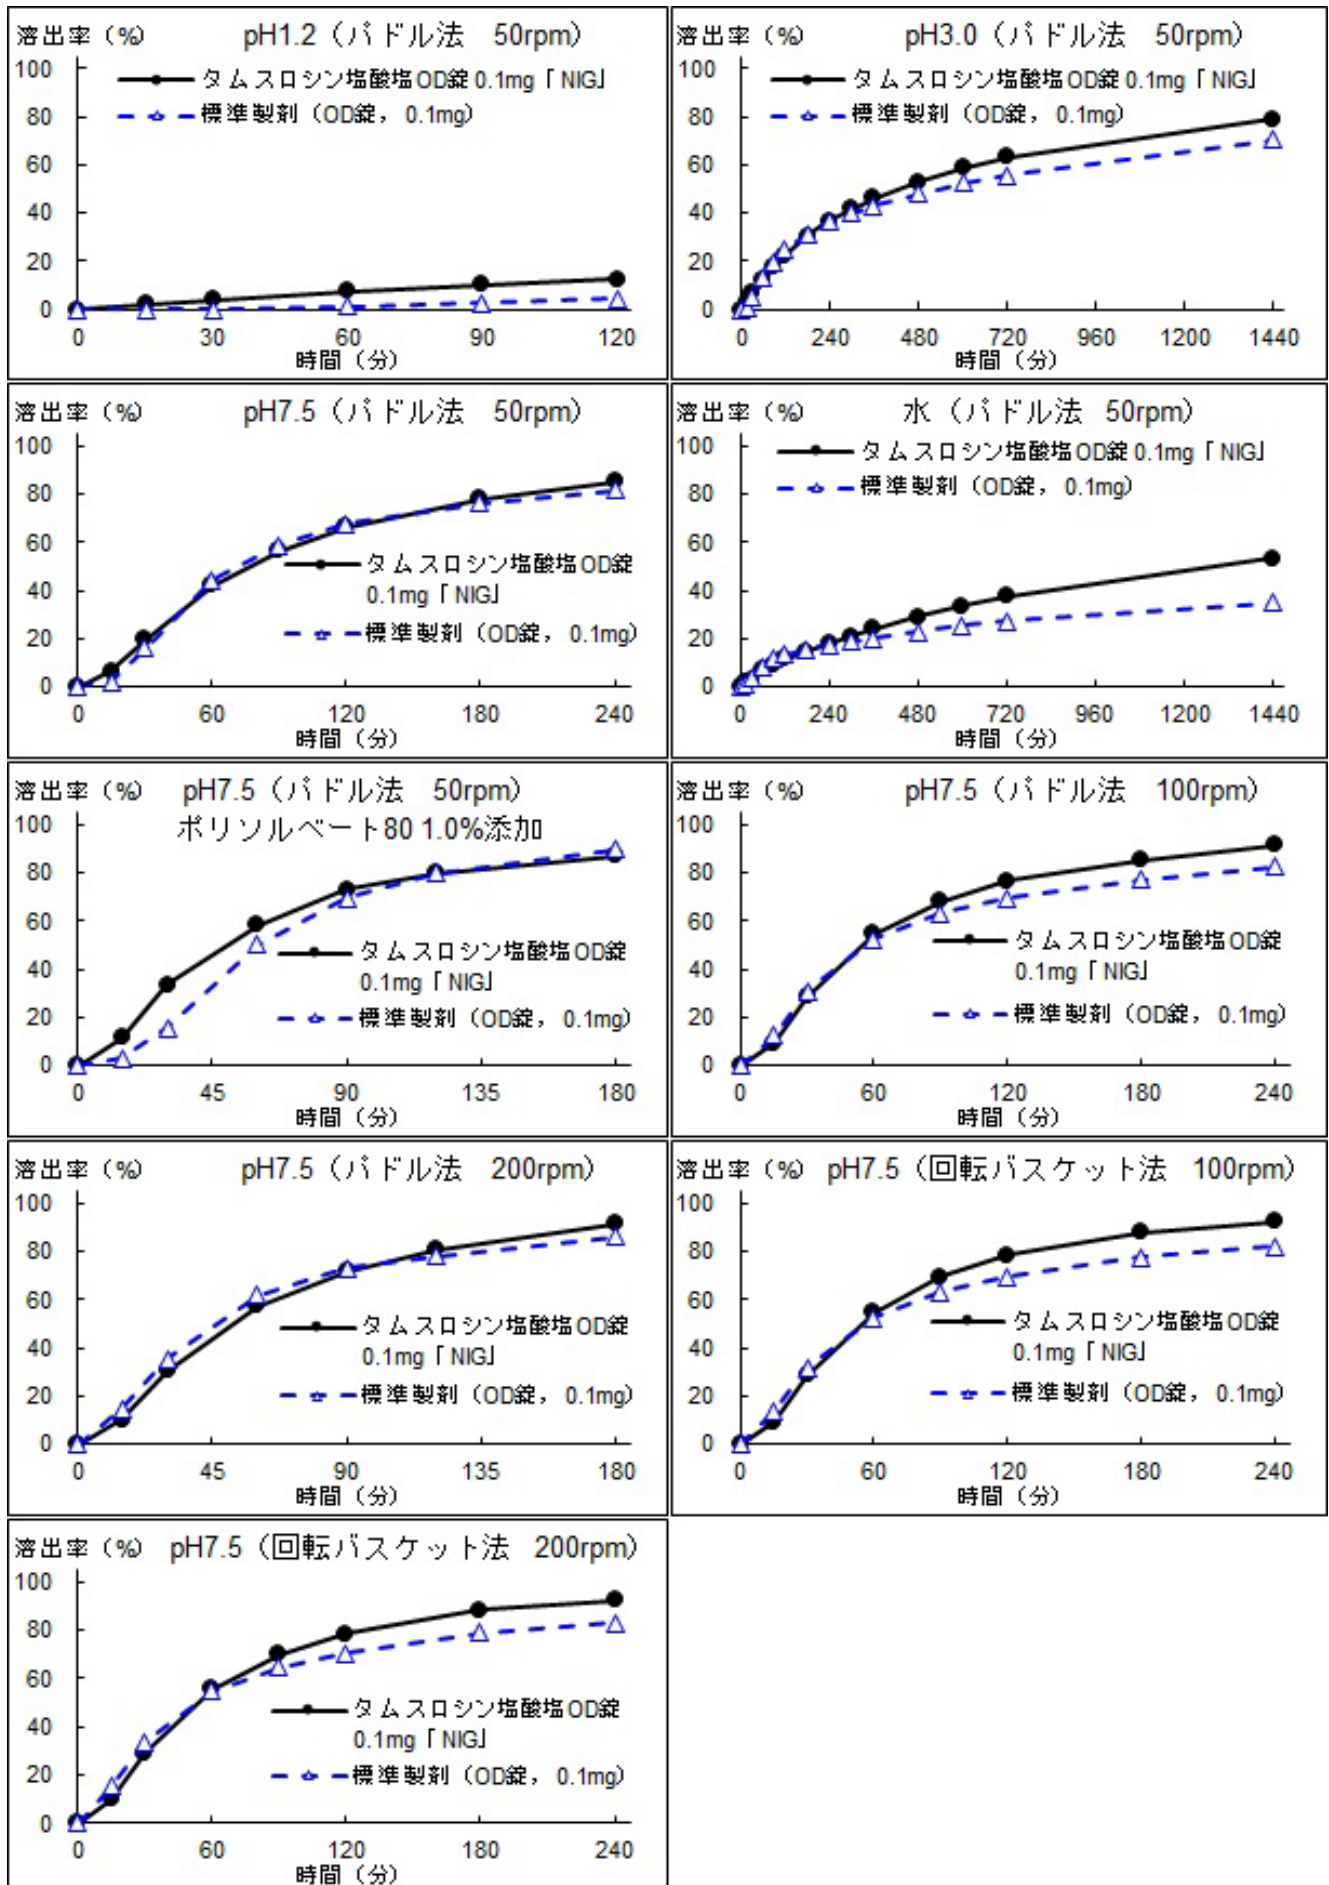 溶出率（%） pH1.2（パドル法　50rpm）
100
タムスロシン塩酸塩OD錠 0.1mg「NIG」
標準製剤（OD錠， 0.1mg）
80
60
40
20
0
0 30 60 90 120
時間（分）
溶出率（%） pH3.0（パドル法　50rpm）
100
タムスロシン塩酸塩OD錠 0.1mg「NIG」
標準製剤（OD錠， 0.1mg）
80
60
40
20
0
0 240 480 720 960 1200 1440
時間（分）
溶出率（%） pH7.5（パドル法　50rpm）
100
80
60
タムスロシン塩酸塩OD錠
0.1mg「NIG」
40
標準製剤（OD錠， 0.1mg）
20
0
0 60 120 180 240
時間（分）
溶出率（%） 水（パドル法　50rpm）
100
タムスロシン塩酸塩OD錠 0.1mg「NIG」
標準製剤（OD錠， 0.1mg）
80
60
40
20
0
0 240 480 720 960 1200 1440
時間（分）
溶出率（%） pH7.5（パドル法　50rpm）
ポリソルベート80 1.0%添加
100
80
60
タムスロシン塩酸塩OD錠
0.1mg「NIG」
40
標準製剤（OD錠， 0.1mg）
20
0
0 45 90 135 180
時間（分）
溶出率（%） pH7.5（パドル法　100rpm）
100
80
60
タムスロシン塩酸塩OD錠
0.1mg「NIG」
40
標準製剤（OD錠， 0.1mg）
20
0
0 60 120 180 240
時間（分）
溶出率（%） pH7.5（パドル法　200rpm）
100
80
60
タムスロシン塩酸塩OD錠
0.1mg「NIG」
40
標準製剤（OD錠， 0.1mg）
20
0
0 45 90 135 180
時間（分）
溶出率（%） pH7.5（回転バスケット法　100rpm）
100
80
60
タムスロシン塩酸塩OD錠
0.1mg「NIG」
40
標準製剤（OD錠， 0.1mg）
20
0
0 60 120 180 240
時間（分）
溶出率（%） pH7.5（回転バスケット法　200rpm）
100
80
60
タムスロシン塩酸塩OD錠
0.1mg「NIG」
40
標準製剤（OD錠， 0.1mg）
20
0
0 60 120 180 240
時間（分）